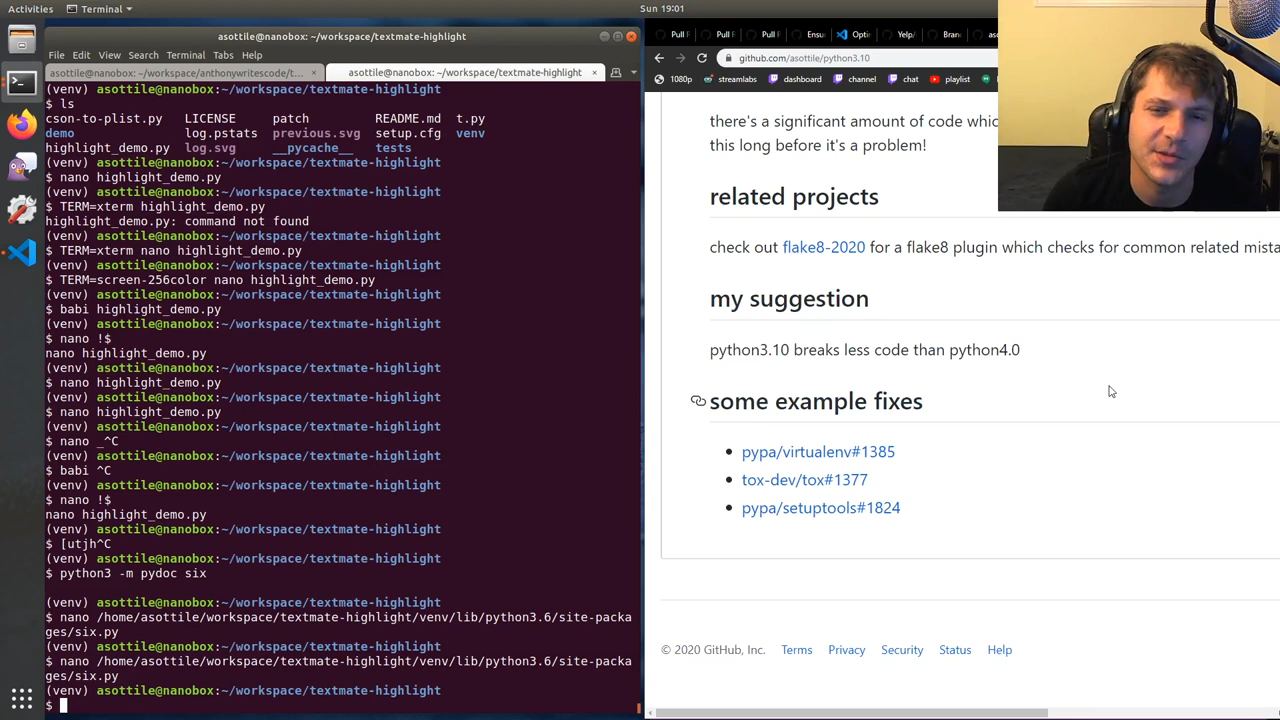 Activities
Terminal
Sun 19:01
asottile@nanobox: ~/workspace/textmate-highlight
File Edit View Search Terminal Tabs Help
asottile@nanobox: ~/workspace/anthonywritescode/t...
asottile@nanobox: ~/workspace/textmate-highlight
(venv) asottile@nanobox:~/workspace/textmate-highlight
$ ls
cson-to-plist.py LICENSE patch README.md t.py
demo log.pstats previous.svg setup.cfg venv
highlight_demo.py log.svg __pycache__ tests
(venv) asottile@nanobox:~/workspace/textmate-highlight
$ nano highlight_demo.py
(venv) asottile@nanobox:~/workspace/textmate-highlight
$ TERM=xterm highlight_demo.py
highlight_demo.py: command not found
(venv) asottile@nanobox:~/workspace/textmate-highlight
$ TERM=xterm nano highlight_demo.py
(venv) asottile@nanobox:~/workspace/textmate-highlight
$ TERM=screen-256color nano highlight_demo.py
(venv) asottile@nanobox:~/workspace/textmate-highlight
$ babi highlight_demo.py
(venv) asottile@nanobox:~/workspace/textmate-highlight
$ nano !$
nano highlight_demo.py
(venv) asottile@nanobox:~/workspace/textmate-highlight
$ nano highlight_demo.py
(venv) asottile@nanobox:~/workspace/textmate-highlight
$ nano highlight_demo.py
(venv) asottile@nanobox:~/workspace/textmate-highlight
$ nano _^C
(venv) asottile@nanobox:~/workspace/textmate-highlight
$ babi ^C
(venv) asottile@nanobox:~/workspace/textmate-highlight
$ nano !$
nano highlight_demo.py
(venv) asottile@nanobox:~/workspace/textmate-highlight
$ [utjh^C
(venv) asottile@nanobox:~/workspace/textmate-highlight
$ python3 -m pydoc six
(venv) asottile@nanobox:~/workspace/textmate-highlight
$ nano /home/asottile/workspace/textmate-highlight/venv/lib/python3.6/site-packa
ges/six.py
(venv) asottile@nanobox:~/workspace/textmate-highlight
$ nano /home/asottile/workspace/textmate-highlight/venv/lib/python3.6/site-packa
ges/six.py
(venv) asottile@nanobox:~/workspace/textmate-highlight
$
Pull F Pull F Pull F Ensu Opti Yelp/ Bran aso
github.com/asottile/python3.10
1080p streamlabs dashboard channel chat playlist
there's a significant amount of code whic
this long before it's a problem!
related projects
check out flake8-2020 for a flake8 plugin which checks for common related mista
my suggestion
python3.10 breaks less code than python4.0
some example fixes
pypa/virtualenv#1385
tox-dev/tox#1377
pypa/setuptools#1824
© 2020 GitHub, Inc. Terms Privacy Security Status Help